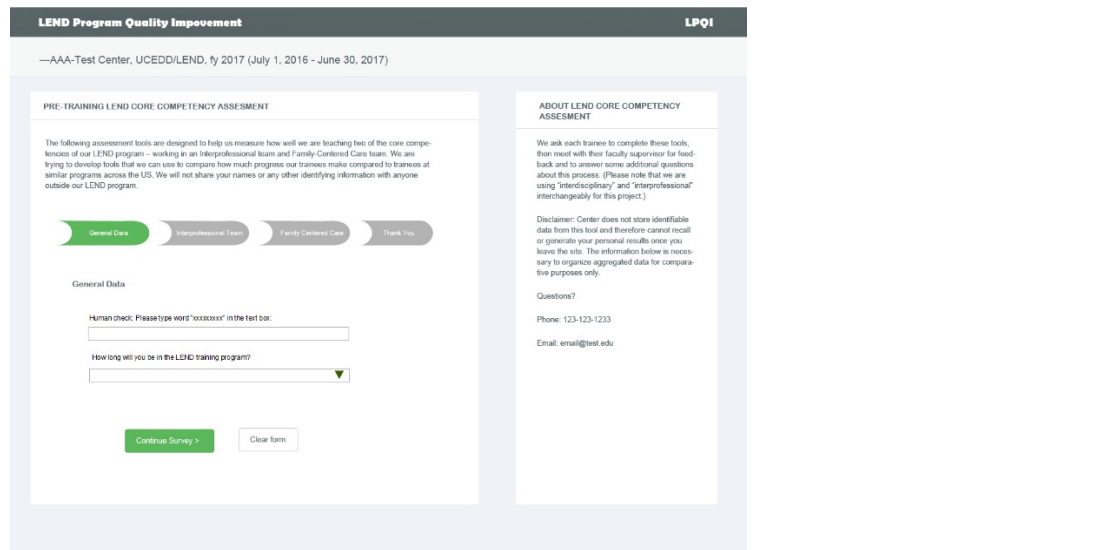 LEND Program Quality Impovement
LPQI
---AAA-Test Center, UCEDD/LEND, fy 2017 (July 1, 2016 - June 30, 2017)
PRE-TRAINING LEND CORE COMPETENCY ASSESMENT
The following assessment tools are designed to help us measure how well we are teaching two of the core compe-
tencies of our LEND program – working in an Interprofessional team and Family-Centered Care team. We are
trying to develop tools that we can use to compare how much progress our trainees make compared to trainees at
similar programs across the US. We will not share your names or any other identifying information with anyone
outside our LEND program.
General Dara
Interprofessional Team
Family Centered Care
Thank You
General Data
Human check: Please type word "xxxxxxxxx" in the text box:
How long will you be in the LEND training program?
Continue Survey >
Clear form
ABOUT LEND CORE COMPETENCY
ASSESMENT
We ask each trainee to complete these tools,
then meet with their faculty supervisor for feed-
back and to answer some additional questions
about this process. (Please note that we are
using "interdisciplinary" and "interprofessional"
interchangeably for this project.)
Disclaimer: Center does not store identifiable
data from this tool and therefore cannot recall
or generate your personal results once you
leave the site. The information below is neces-
sary to organize aggregated data for compara-
tive purposes only.
Questions?
Phone: 123-123-1233
Email: email@test.edu